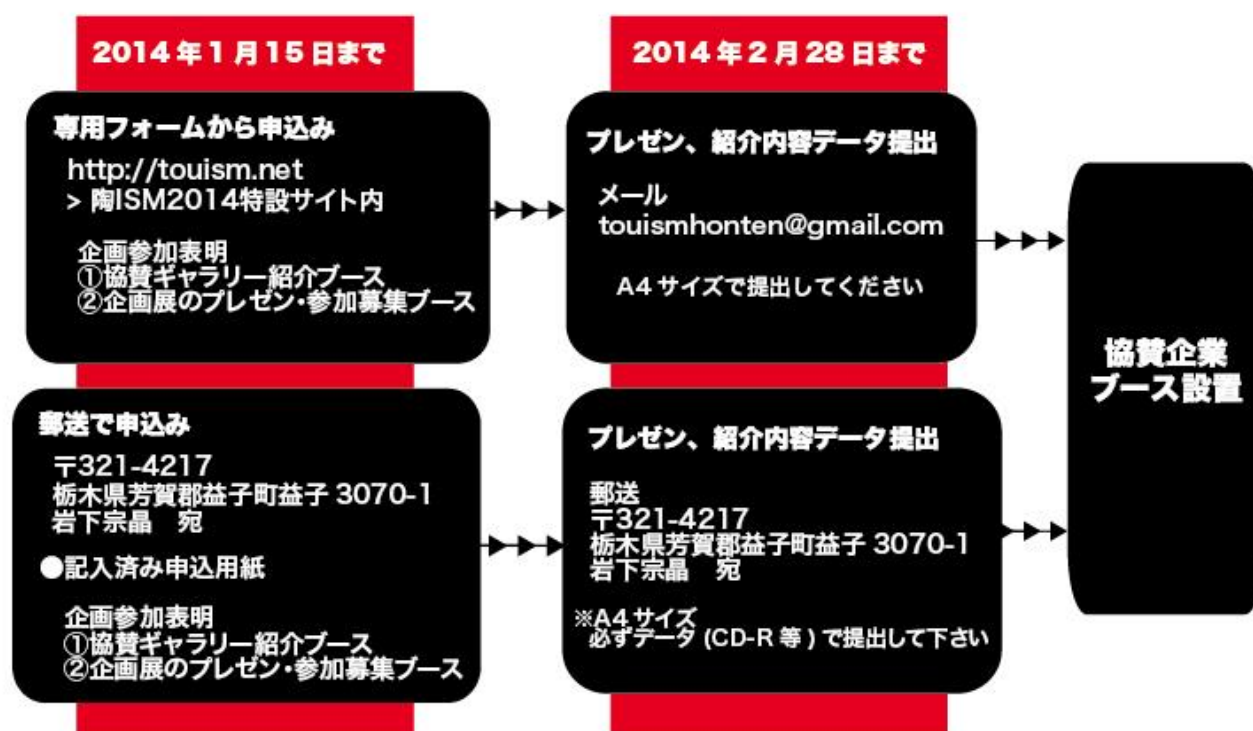 2014年1月15日まで
専用フォームから申込み
http://touism.net
> 陶ISM2014特設サイト内
企画参加表明
①協賛ギャラリー紹介ブース
②企画展のプレゼン・参加募集ブース
郵送で申込み
〒321-4217
栃木県芳賀郡益子町益子 3070-1
岩下宗晶 宛
●記入済み申込用紙
企画参加表明
①協賛ギャラリー紹介ブース
②企画展のプレゼン・参加募集ブース
2014年2月28日まで
プレゼン、紹介内容データ提出
メール
touismhonten@gmail.com
A4サイズで提出してください
プレゼン、紹介内容データ提出
郵送
〒321-4217
栃木県芳賀郡益子町益子 3070-1
岩下宗晶 宛
※A4サイズ
必ずデータ (CD-R 等 ) で提出して下さい
協賛企業
ブース設置